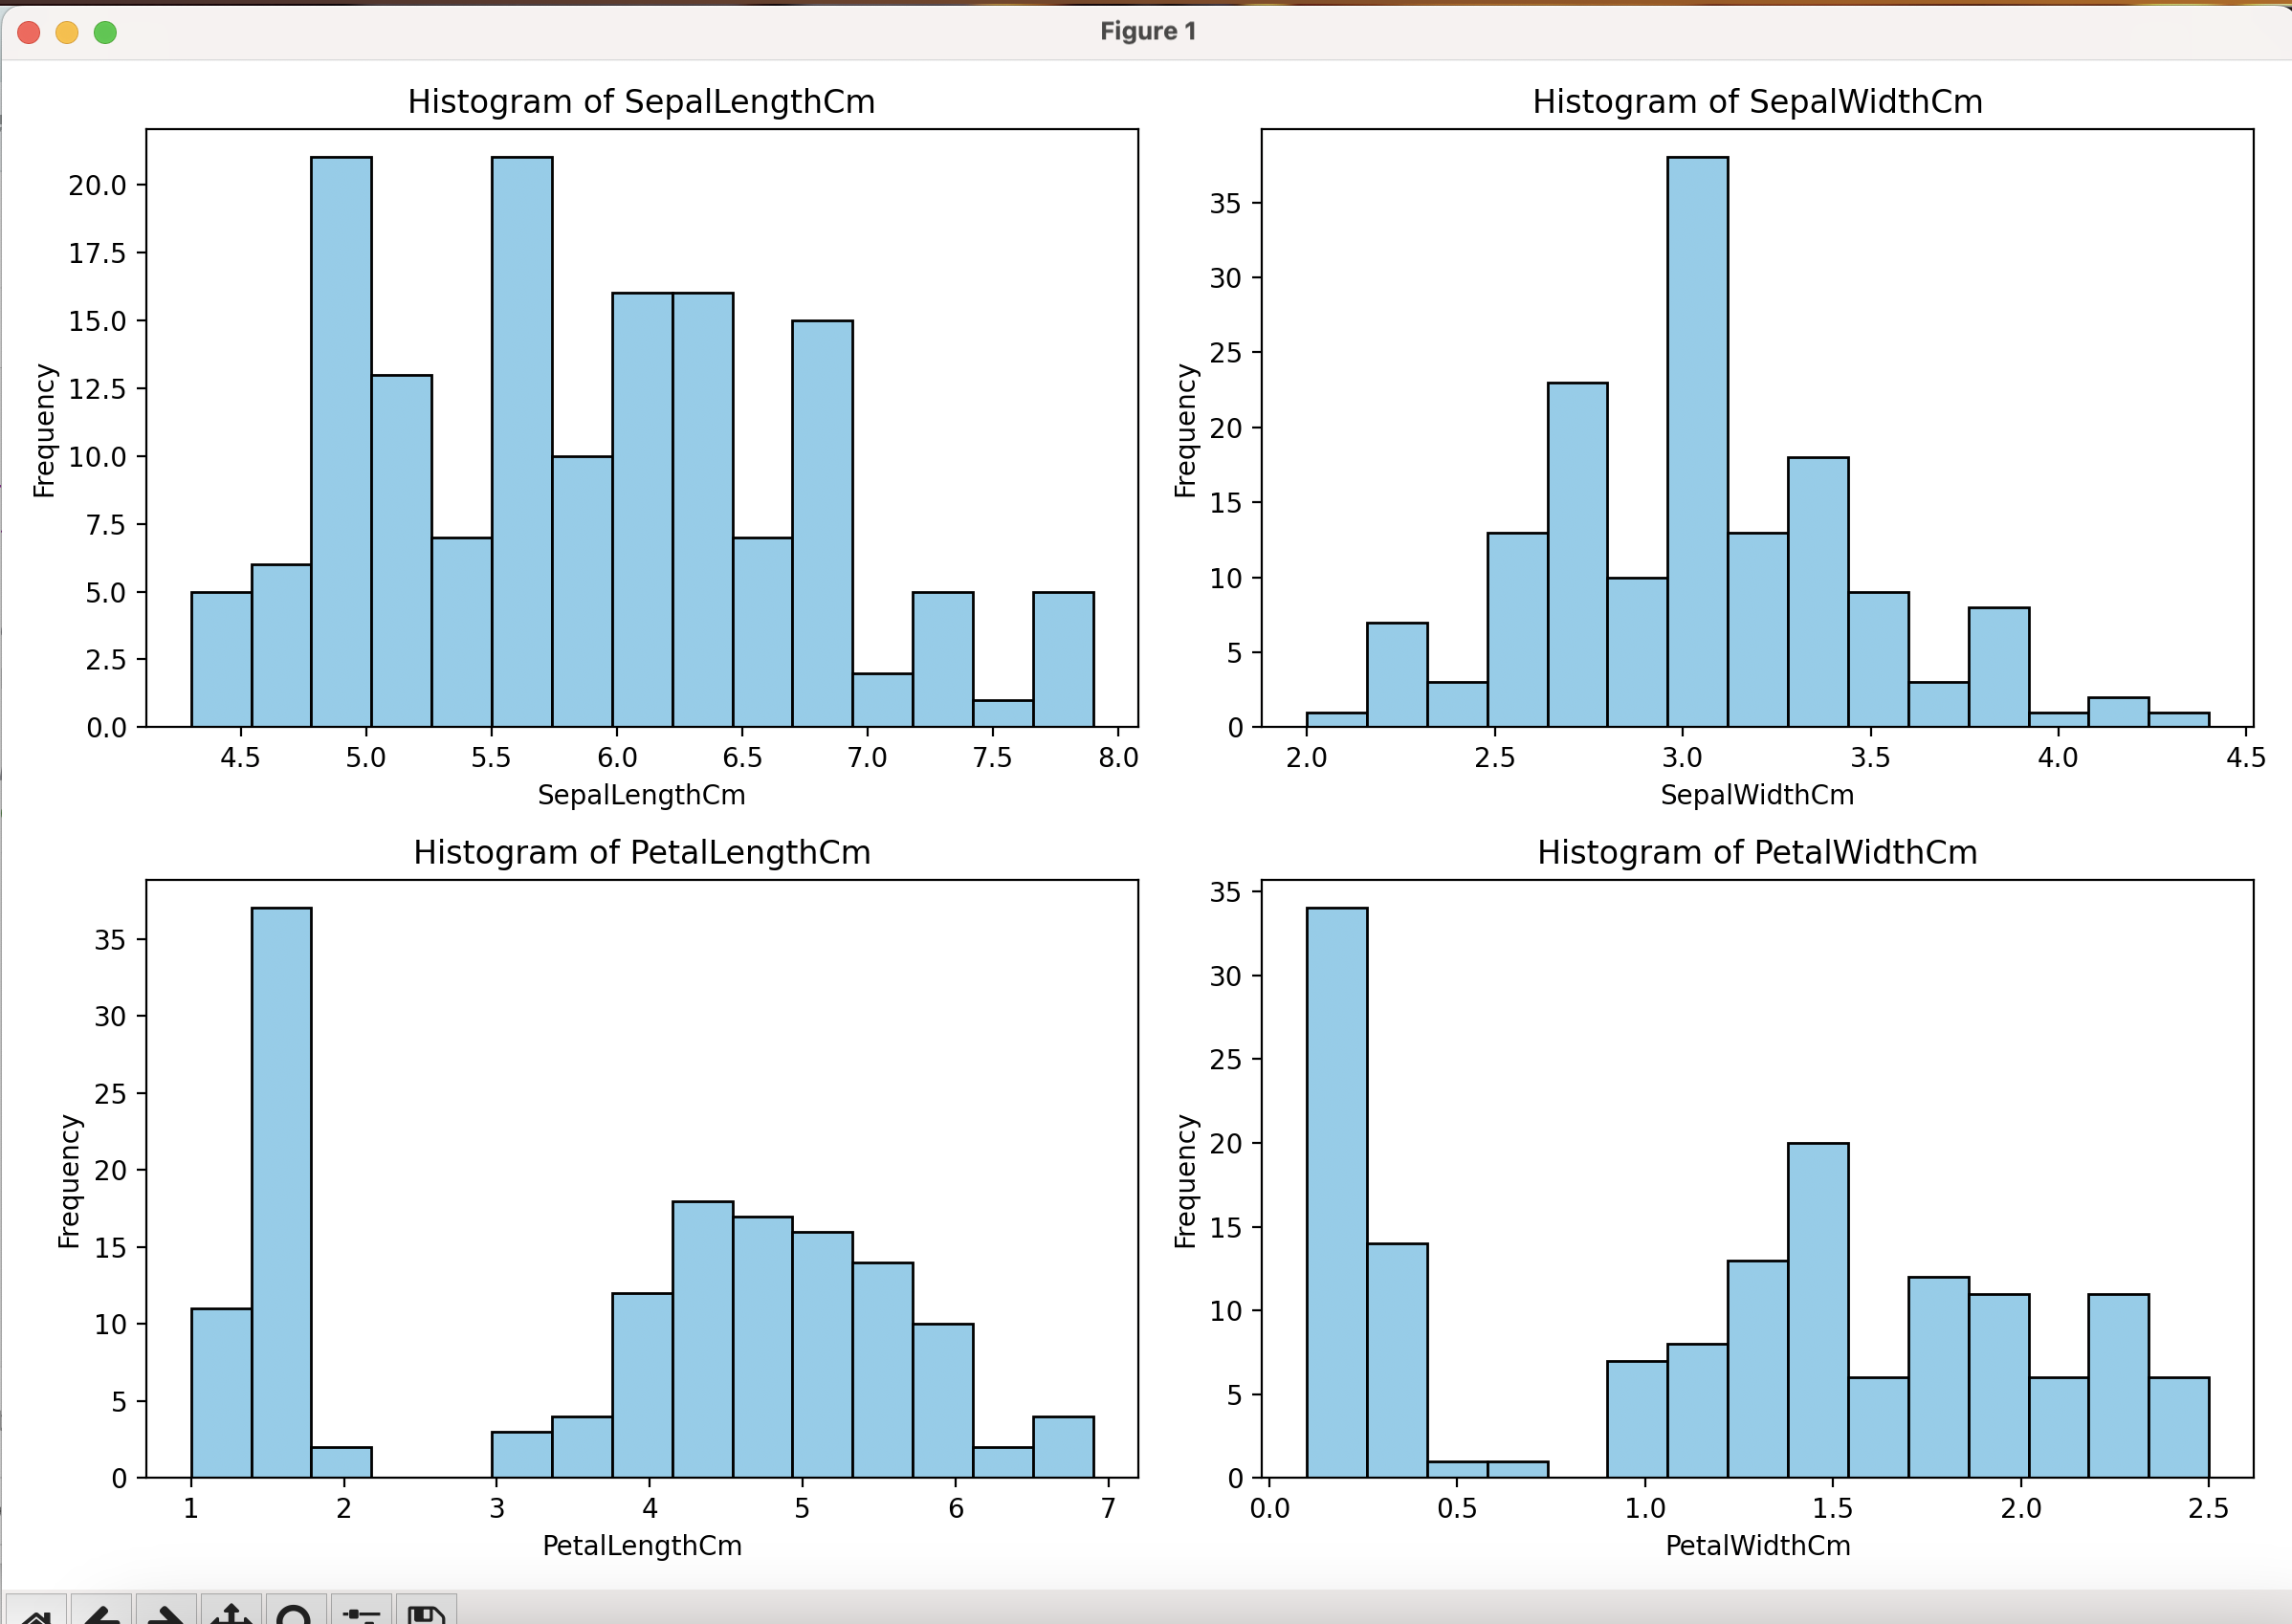 Figure 1
Histogram of SepalLengthCm
Frequency
20.0
17.5
15.0
12.5
10.0
7.5
5.0
2.5
0.0
4.5 5.0 5.5 6.0 6.5 7.0 7.5 8.0
SepalLengthCm
Histogram of SepalWidthCm
Frequency
35
30
25
20
15
10
5
0
2.0 2.5 3.0 3.5 4.0 4.5
SepalWidthCm
Histogram of PetalLengthCm
Frequency
35
30
25
20
15
10
5
0
1 2 3 4 5 6 7
PetalLengthCm
Histogram of PetalWidthCm
Frequency
35
30
25
20
15
10
5
0
0.0 0.5 1.0 1.5 2.0 2.5
PetalWidthCm